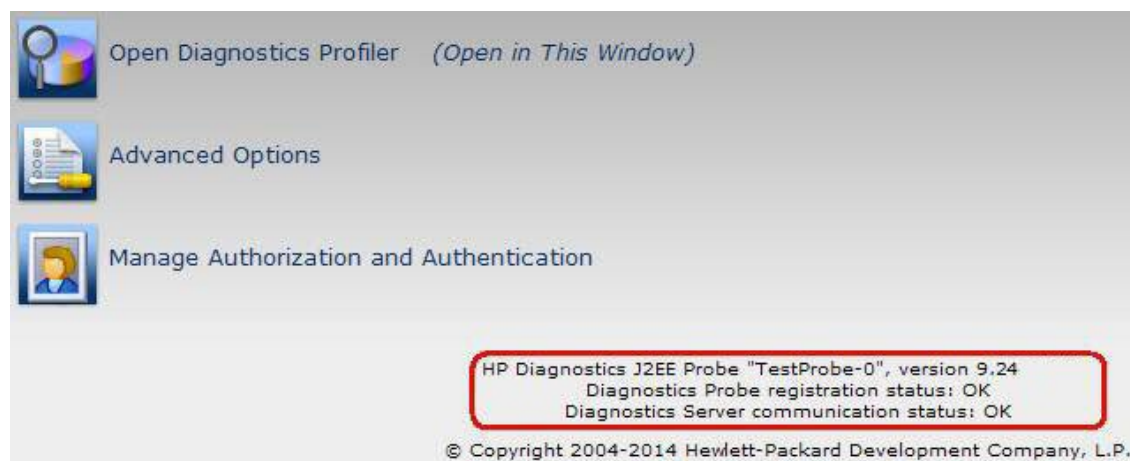 Open Diagnostics Profiler (Open in This Window)
Advanced Options
Manage Authorization and Authentication
HP Diagnostics J2EE Probe "TestProbe-0", version 9.24
Diagnostics Probe registration status: OK
Diagnostics Server communication status: OK
© Copyright 2004-2014 Hewlett-Packard Development Company, L.P.